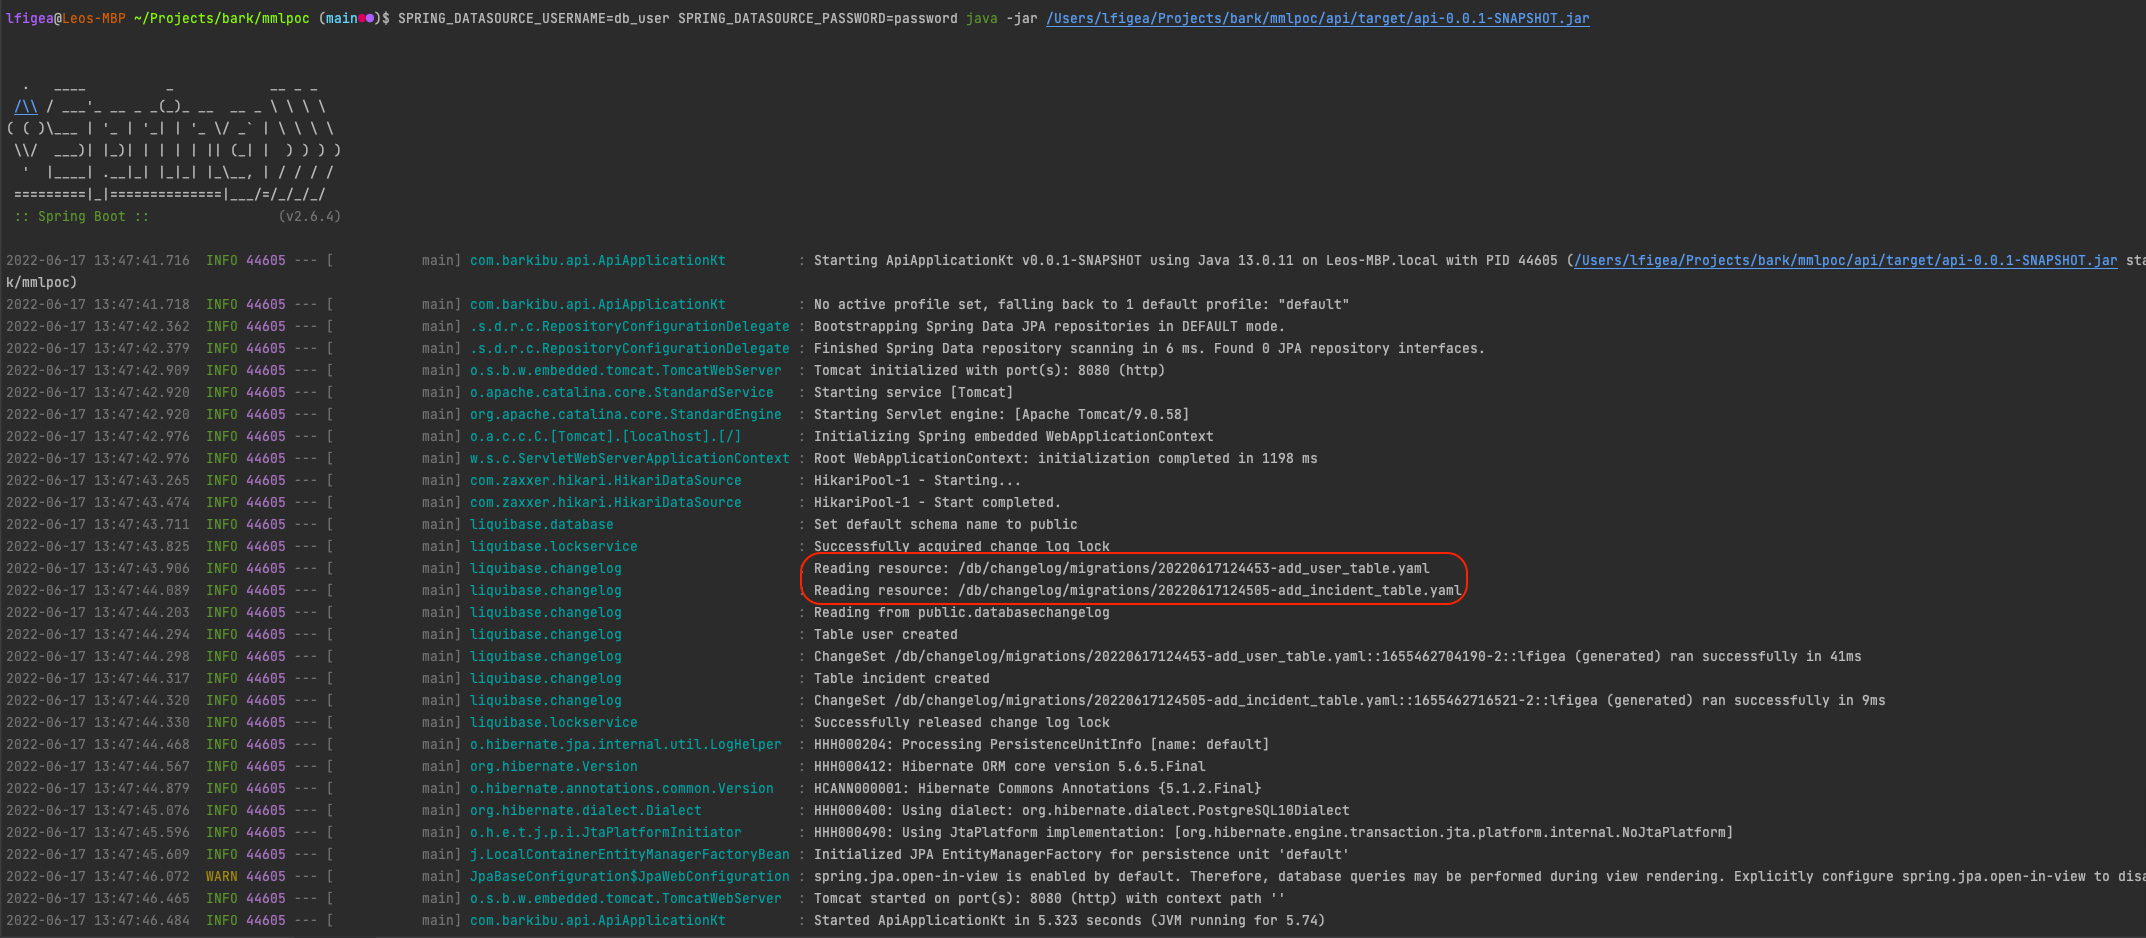 lfigea@Leos-MBP ~/Projects/bark/mmlpoc (main●●)$ SPRING_DATASOURCE_USERNAME=db_user SPRING_DATASOURCE_PASSWORD=password java -jar /Users/lfigea/Projects/bark/mmlpoc/api/target/api-0.0.1-SNAPSHOT.jar
  .   ____          _            __ _ _
 /\\ / ___'_ __ _ _(_)_ __  __ _ \ \ \ \
( ( )\___ | '_ | '_| | '_ \/ _` | \ \ \ \
 \\/  ___)| |_)| | | | | || (_| |  ) ) ) )
  '  |____| .__|_| |_|_| |_\__, | / / / /
 =========|_|==============|___/=/_/_/_/
 :: Spring Boot ::                (v2.6.4)
2022-06-17 13:47:41.716  INFO 44605 --- [           main] com.barkibu.api.ApiApplicationKt         : Starting ApiApplicationKt v0.0.1-SNAPSHOT using Java 13.0.11 on Leos-MBP.local with PID 44605 (/Users/lfigea/Projects/bark/mmlpoc/api/target/api-0.0.1-SNAPSHOT.jar sta
k/mmlpoc)
2022-06-17 13:47:41.718  INFO 44605 --- [           main] com.barkibu.api.ApiApplicationKt         : No active profile set, falling back to 1 default profile: "default"
2022-06-17 13:47:42.362  INFO 44605 --- [           main] .s.d.r.c.RepositoryConfigurationDelegate : Bootstrapping Spring Data JPA repositories in DEFAULT mode.
2022-06-17 13:47:42.379  INFO 44605 --- [           main] .s.d.r.c.RepositoryConfigurationDelegate : Finished Spring Data repository scanning in 6 ms. Found 0 JPA repository interfaces.
2022-06-17 13:47:42.909  INFO 44605 --- [           main] o.s.b.w.embedded.tomcat.TomcatWebServer  : Tomcat initialized with port(s): 8080 (http)
2022-06-17 13:47:42.920  INFO 44605 --- [           main] o.apache.catalina.core.StandardService   : Starting service [Tomcat]
2022-06-17 13:47:42.920  INFO 44605 --- [           main] org.apache.catalina.core.StandardEngine  : Starting Servlet engine: [Apache Tomcat/9.0.58]
2022-06-17 13:47:42.976  INFO 44605 --- [           main] o.a.c.c.C.[Tomcat].[localhost].[/]       : Initializing Spring embedded WebApplicationContext
2022-06-17 13:47:42.976  INFO 44605 --- [           main] w.s.c.ServletWebServerApplicationContext : Root WebApplicationContext: initialization completed in 1198 ms
2022-06-17 13:47:43.265  INFO 44605 --- [           main] com.zaxxer.hikari.HikariDataSource       : HikariPool-1 - Starting...
2022-06-17 13:47:43.474  INFO 44605 --- [           main] com.zaxxer.hikari.HikariDataSource       : HikariPool-1 - Start completed.
2022-06-17 13:47:43.711  INFO 44605 --- [           main] liquibase.database                       : Set default schema name to public
2022-06-17 13:47:43.825  INFO 44605 --- [           main] liquibase.lockservice                    : Successfully acquired change log lock
2022-06-17 13:47:43.906  INFO 44605 --- [           main] liquibase.changelog                      : Reading resource: /db/changelog/migrations/20220617124453-add_user_table.yaml
2022-06-17 13:47:44.089  INFO 44605 --- [           main] liquibase.changelog                      : Reading resource: /db/changelog/migrations/20220617124505-add_incident_table.yaml
2022-06-17 13:47:44.203  INFO 44605 --- [           main] liquibase.changelog                      : Reading from public.databasechangelog
2022-06-17 13:47:44.294  INFO 44605 --- [           main] liquibase.changelog                      : Table user created
2022-06-17 13:47:44.298  INFO 44605 --- [           main] liquibase.changelog                      : ChangeSet /db/changelog/migrations/20220617124453-add_user_table.yaml::1655462704190-2::lfigea (generated) ran successfully in 41ms
2022-06-17 13:47:44.317  INFO 44605 --- [           main] liquibase.changelog                      : Table incident created
2022-06-17 13:47:44.320  INFO 44605 --- [           main] liquibase.changelog                      : ChangeSet /db/changelog/migrations/20220617124505-add_incident_table.yaml::1655462716521-2::lfigea (generated) ran successfully in 9ms
2022-06-17 13:47:44.330  INFO 44605 --- [           main] liquibase.lockservice                    : Successfully released change log lock
2022-06-17 13:47:44.468  INFO 44605 --- [           main] o.hibernate.jpa.internal.util.LogHelper  : HHH000204: Processing PersistenceUnitInfo [name: default]
2022-06-17 13:47:44.567  INFO 44605 --- [           main] org.hibernate.Version                    : HHH000412: Hibernate ORM core version 5.6.5.Final
2022-06-17 13:47:44.879  INFO 44605 --- [           main] o.hibernate.annotations.common.Version   : HCANN000001: Hibernate Commons Annotations {5.1.2.Final}
2022-06-17 13:47:45.076  INFO 44605 --- [           main] org.hibernate.dialect.Dialect            : HHH000400: Using dialect: org.hibernate.dialect.PostgreSQL10Dialect
2022-06-17 13:47:45.596  INFO 44605 --- [           main] o.h.e.t.j.p.i.JtaPlatformInitiator       : HHH000490: Using JtaPlatform implementation: [org.hibernate.engine.transaction.jta.platform.internal.NoJtaPlatform]
2022-06-17 13:47:45.609  INFO 44605 --- [           main] j.LocalContainerEntityManagerFactoryBean : Initialized JPA EntityManagerFactory for persistence unit 'default'
2022-06-17 13:47:46.072  WARN 44605 --- [           main] JpaBaseConfiguration$JpaWebConfiguration : spring.jpa.open-in-view is enabled by default. Therefore, database queries may be performed during view rendering. Explicitly configure spring.jpa.open-in-view to disa
2022-06-17 13:47:46.465  INFO 44605 --- [           main] o.s.b.w.embedded.tomcat.TomcatWebServer  : Tomcat started on port(s): 8080 (http) with context path ''
2022-06-17 13:47:46.484  INFO 44605 --- [           main] com.barkibu.api.ApiApplicationKt         : Started ApiApplicationKt in 5.323 seconds (JVM running for 5.74)